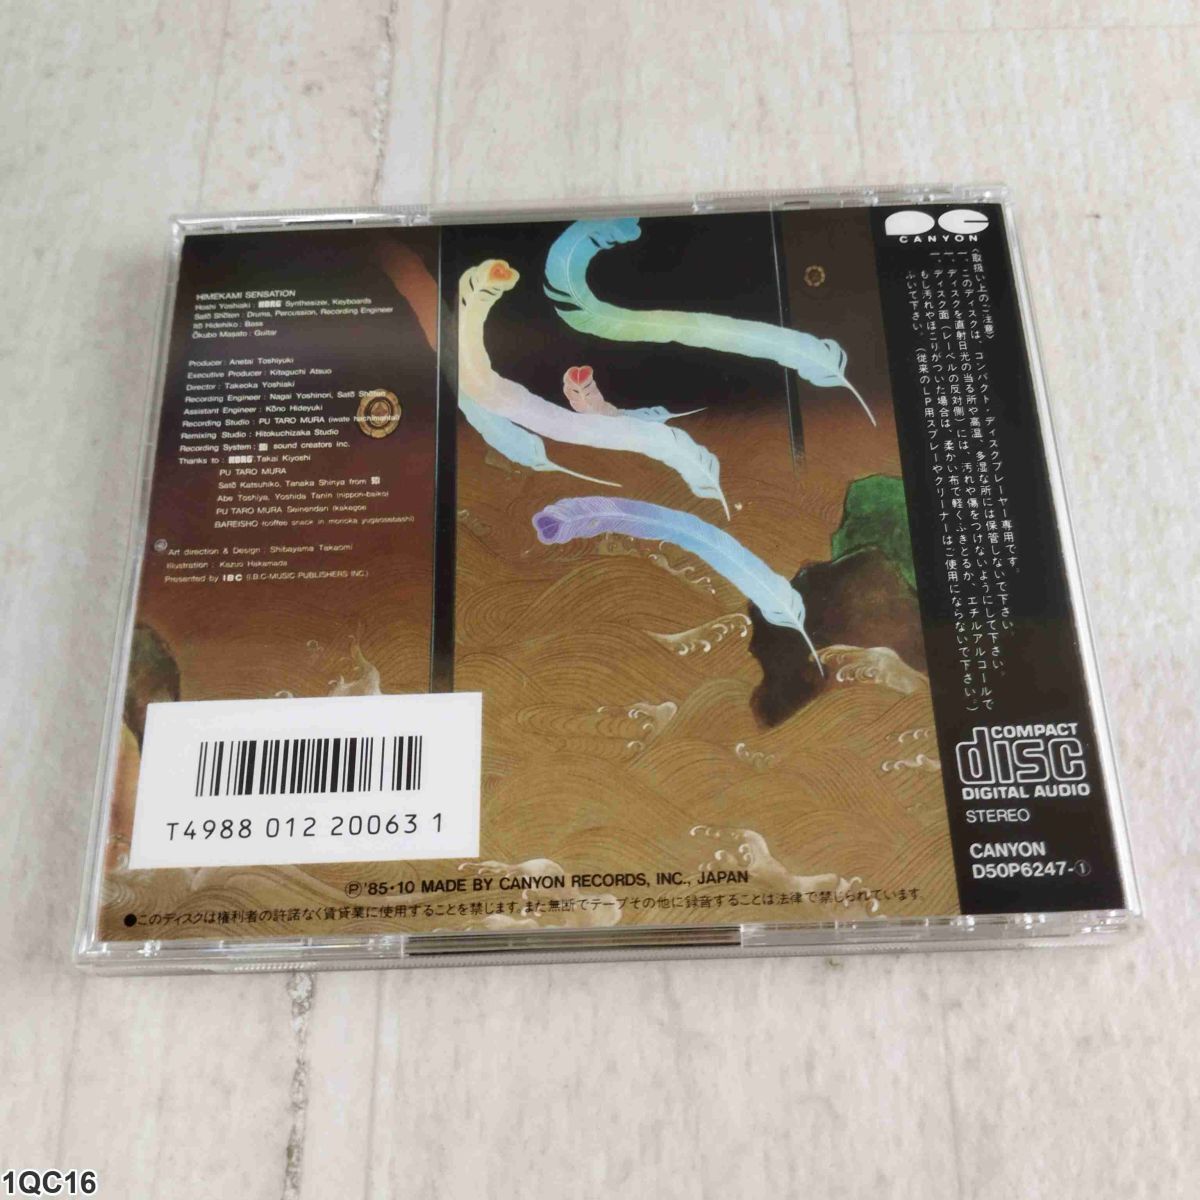 HIMEKAMI SENSATION
Hoshi Yoshiaki : KORG Synthesizer, Keyboards
Satō Shōten : Drums, Percussion, Recording Engineer
Itō Hidehiko : Bass
Ōkubo Masato : Guitar
Producer : Anetai Toshiyuki
Executive Producer : Kitaguchi Atsuo
Director : Takeoka Yoshiaki
Recording Engineer : Nagai Yoshinori, Satō Shōten
Assistant Engineer : Kōno Hideyuki
Recording Studio : PU TARO MURA (iwate hachimantai)
Remixing Studio : Hitokuchizaka Studio
Recording System : sound creators inc.
Thanks to : KORG Takai Kiyoshi
PU TARO MURA
Satō Katsuhiko, Tanaka Shinya from
Abe Toshiya, Yoshida Tanin (nippon-baiko)
PU TARO MURA Seinendan (kakegoe
BAREISHO (coffee snack in morioka yugaosebashi)
Art direction & Design : Shibayama Takaomi
Illustration : Kazuo Hakamada
Presented by IBC (I.B.C-MUSIC PUBLISHERS INC.)
T4988 012 20063 1
Ⓟ'85・10 MADE BY CANYON RECORDS, INC., JAPAN
●このディスクは権利者の許諾なく賃貸業に使用することを禁じます。また無断でテープその他に録音することは法律で禁じられています。
CANYON
《取扱い上のご注意》
一、このディスクは、コンパクト・ディスクプレーヤー専用です。
一、ディスクを直射日光の当る所や高温、多湿な所には保管しないで下さい。
一、ディスク面(レーベルの反対側)には、汚れや傷をつけないようにして下さい。
もし汚れやほこりがついた場合は、柔かい布で軽くふきとるか、エチルアルコールで
ふいて下さい。(従来のLP用スプレーやクリーナーはご使用にならないで下さい。)
COMPACT
disc
DIGITAL AUDIO
STEREO
CANYON
D50P6247-①
1QC16